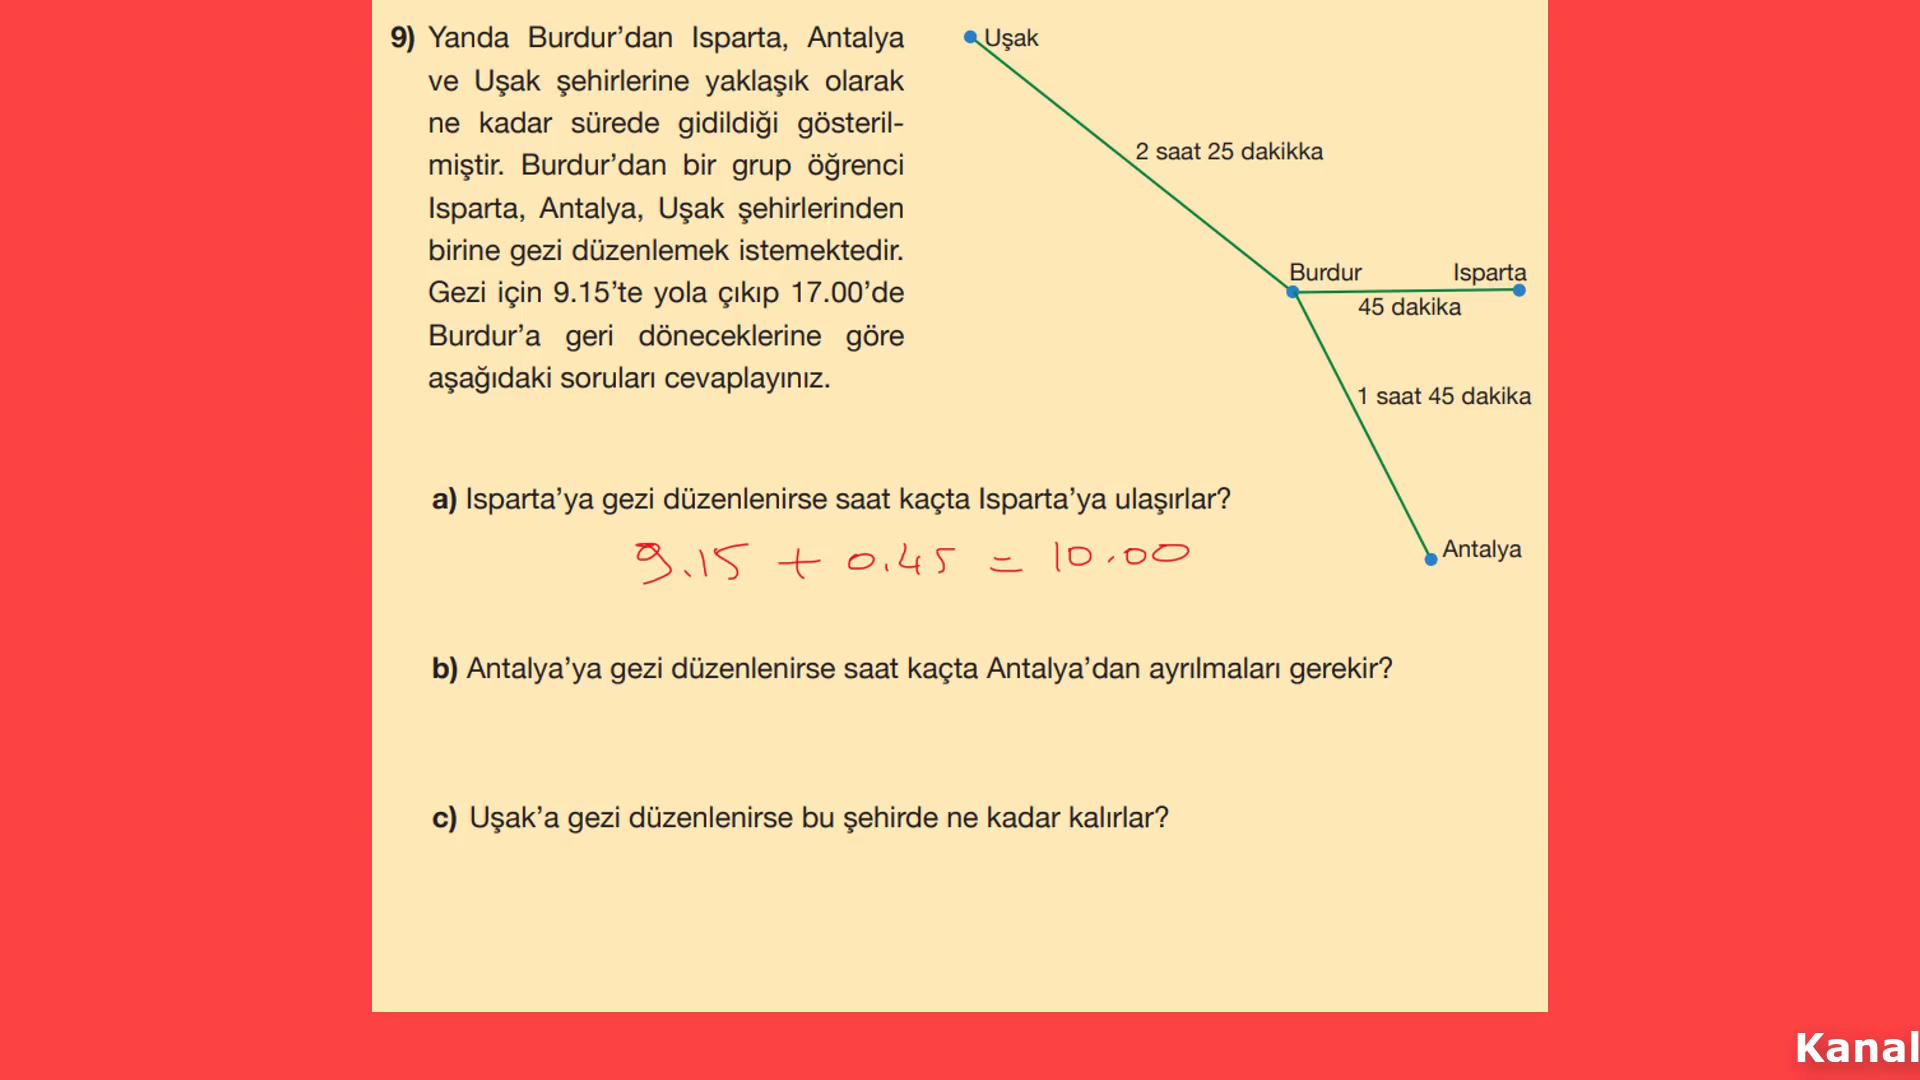 9) Yanda Burdur’dan Isparta, Antalya
ve Uşak şehirlerine yaklaşık olarak
ne kadar sürede gidildiği gösteril-
miştir. Burdur’dan bir grup öğrenci
Isparta, Antalya, Uşak şehirlerinden
birine gezi düzenlemek istemektedir.
Gezi için 9.15’te yola çıkıp 17.00’de
Burdur’a geri döneceklerine göre
aşağıdaki soruları cevaplayınız.
Uşak
2 saat 25 dakikka
Burdur
Isparta
45 dakika
1 saat 45 dakika
Antalya
a) Isparta’ya gezi düzenlenirse saat kaçta Isparta’ya ulaşırlar?
9.15 + 0.45 = 10.00
b) Antalya’ya gezi düzenlenirse saat kaçta Antalya’dan ayrılmaları gerekir?
c) Uşak’a gezi düzenlenirse bu şehirde ne kadar kalırlar?
Kanal